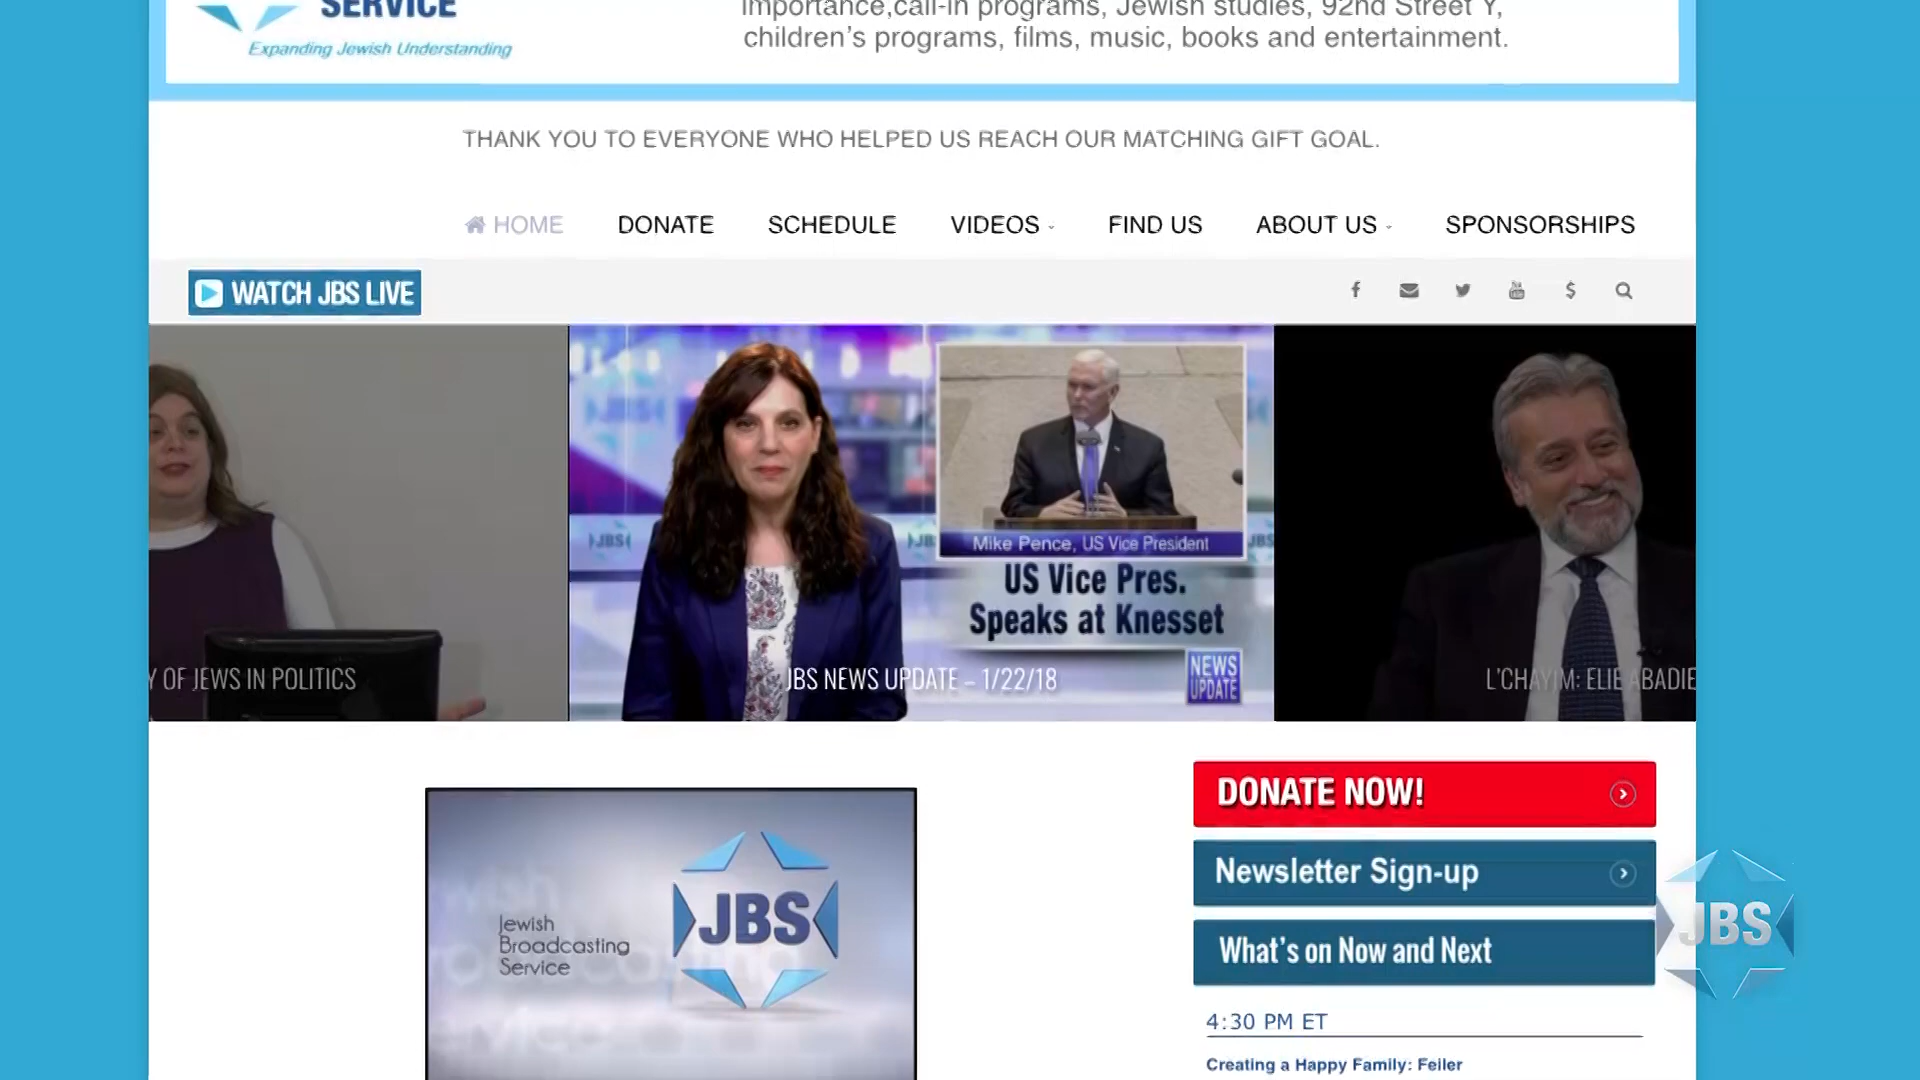 SERVICE
Expanding Jewish Understanding
importance,call-in programs, Jewish studies, 92nd Street Y,
children's programs, films, music, books and entertainment.
THANK YOU TO EVERYONE WHO HELPED US REACH OUR MATCHING GIFT GOAL.
HOME DONATE SCHEDULE VIDEOS FIND US ABOUT US SPONSORSHIPS
WATCH JBS LIVE
JBS
JBS
Mike Pence, US Vice President
US Vice Pres.
Speaks at Knesset
NEWS
UPDATE
Y OF JEWS IN POLITICS
JBS NEWS UPDATE – 1/22/18
L'CHAYIM: ELIE ABADIE
DONATE NOW!
Newsletter Sign-up
What's on Now and Next
4:30 PM ET
Creating a Happy Family: Feiler
Jewish
Broadcasting
Service
JBS
JBS